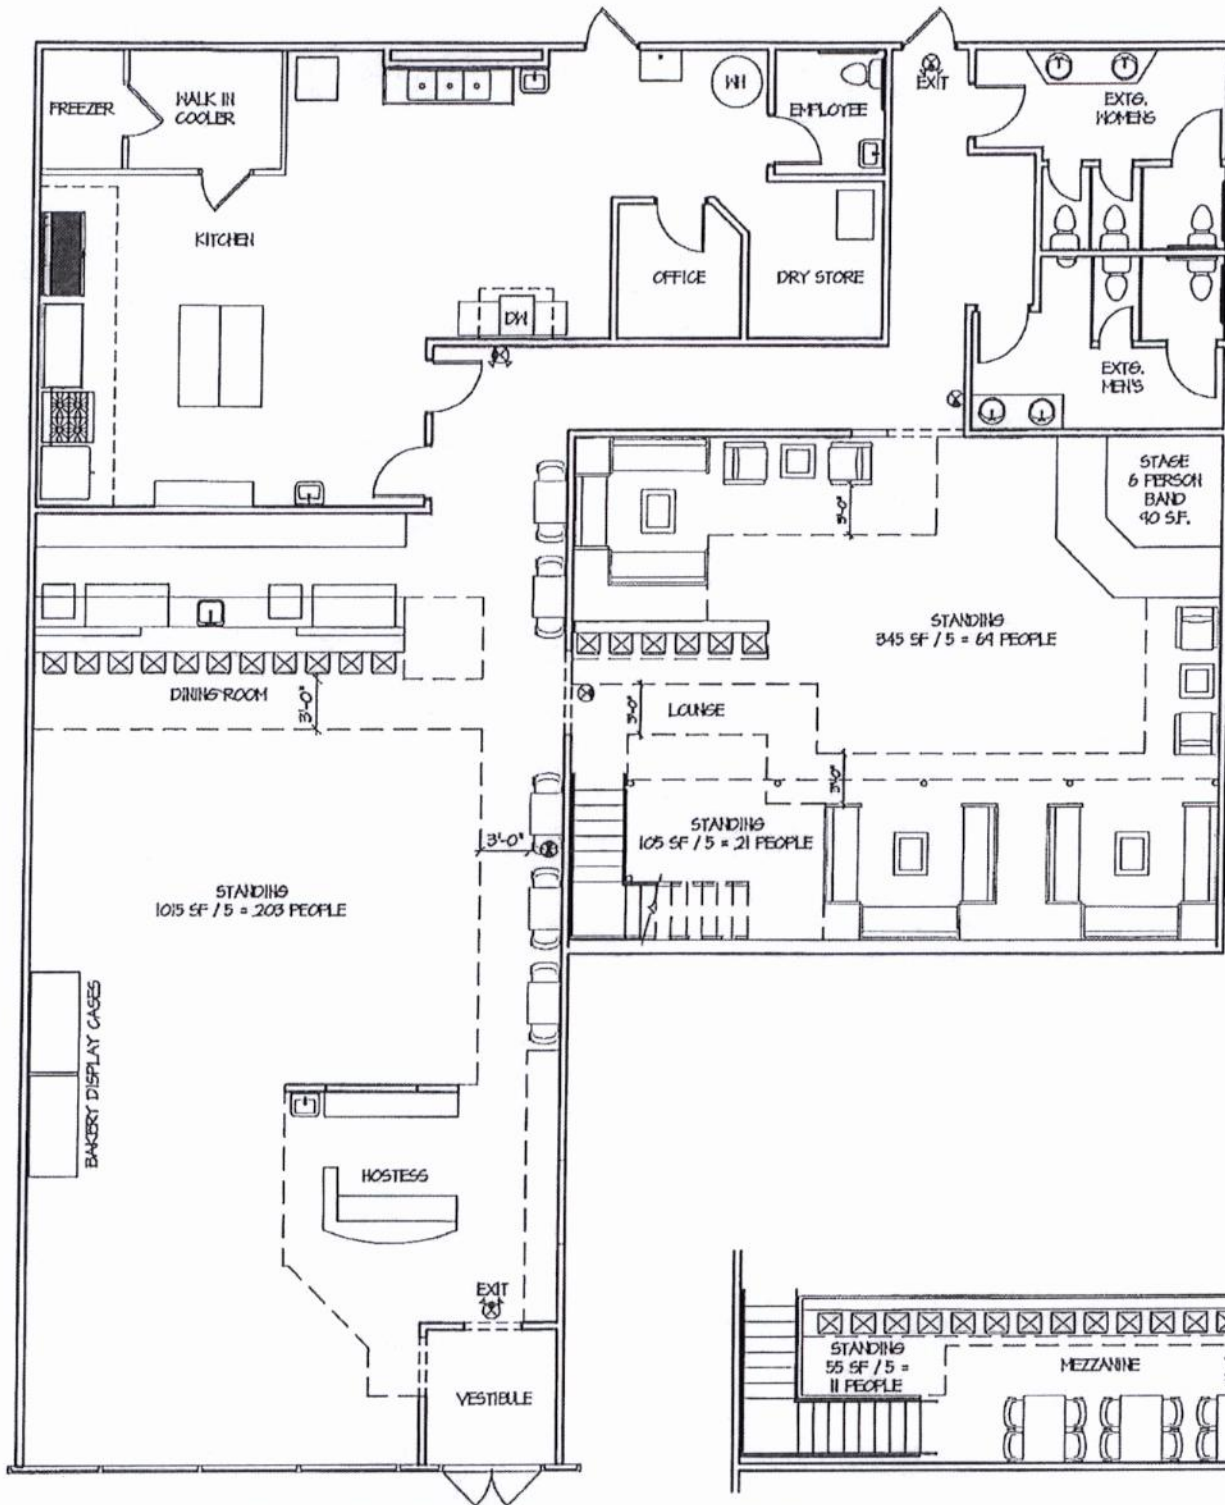 FREEZER
WALK IN
COOLER
WH
EMPLOYEE
EXIT
EXTG.
WOMENS
KITCHEN
OFFICE
DRY STORE
DW
EXTG.
MEN'S
STAGE
6 PERSON
BAND
90 S.F.
3'-0"
STANDING
345 SF / 5 = 69 PEOPLE
DINING ROOM
3'-0"
3'-0"
LOUNGE
3'-0"
3'-0"
STANDING
105 SF / 5 = 21 PEOPLE
STANDING
1015 SF / 5 = 203 PEOPLE
BAKERY DISPLAY CASES
HOSTESS
EXIT
VESTIBULE
STANDING
55 SF / 5 =
11 PEOPLE
MEZZANINE